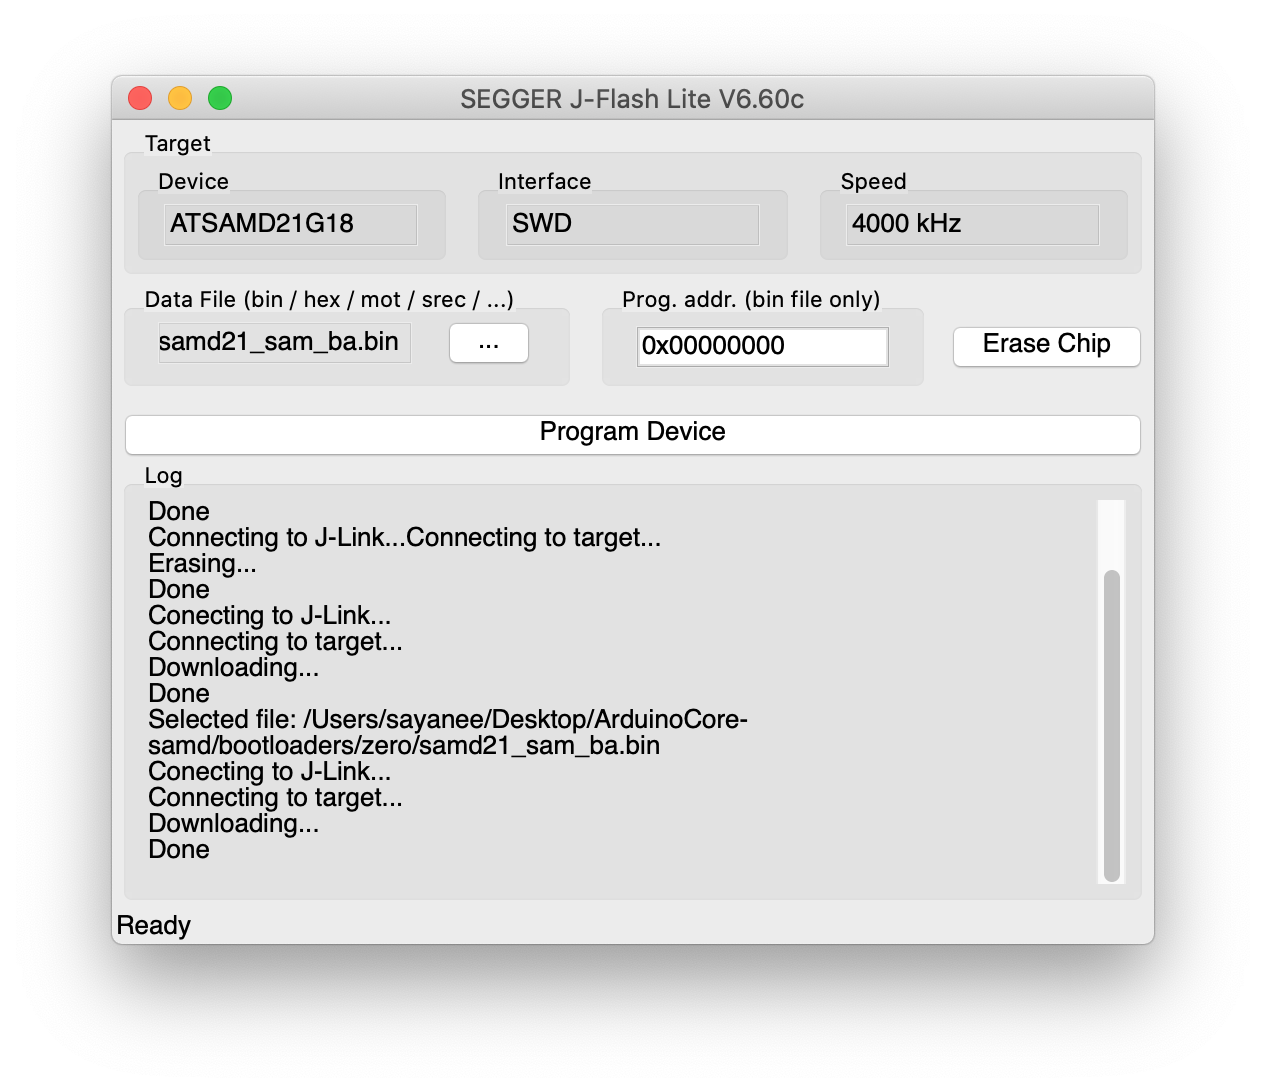 SEGGER J-Flash Lite V6.60c
Target
Device
Interface
Speed
ATSAMD21G18
SWD
4000 kHz
Data File (bin / hex / mot / srec / ...)
Prog. addr. (bin file only)
samd21_sam_ba.bin
...
0x00000000
Erase Chip
Program Device
Log
Done
Connecting to J-Link...Connecting to target...
Erasing...
Done
Conecting to J-Link...
Connecting to target...
Downloading...
Done
Selected file: /Users/sayanee/Desktop/ArduinoCore-
samd/bootloaders/zero/samd21_sam_ba.bin
Conecting to J-Link...
Connecting to target...
Downloading...
Done
Ready